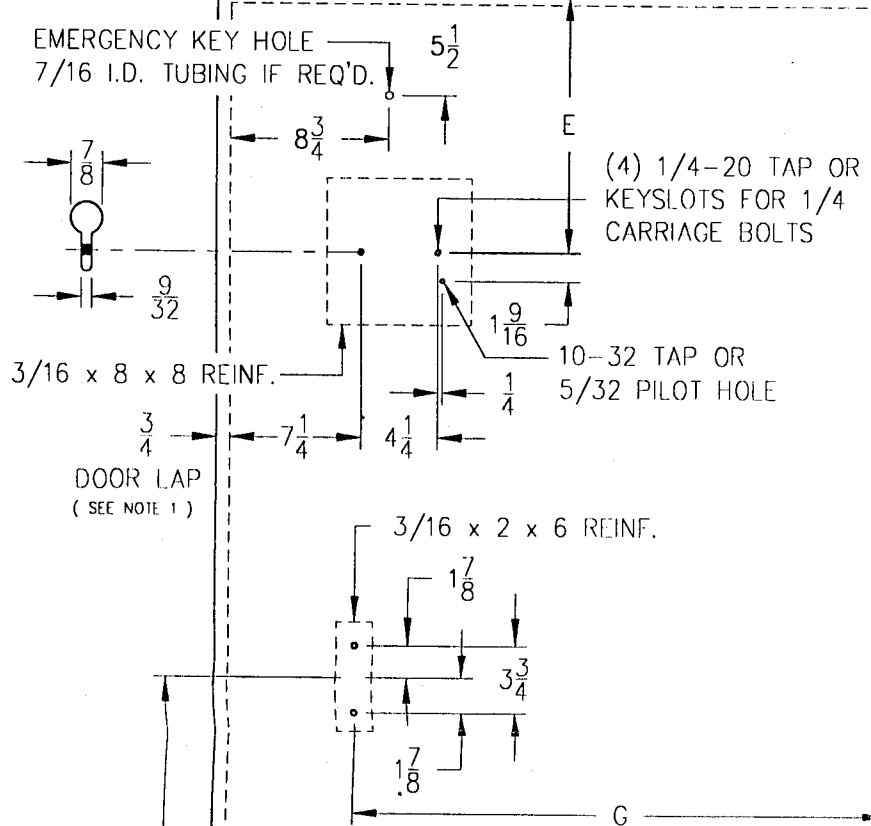 EMERGENCY KEY HOLE
7/16 I.D. TUBING IF REQ'D.
5 1/2
8 3/4
E
7/8
(4) 1/4-20 TAP OR
KEYSLOTS FOR 1/4
CARRIAGE BOLTS
9/32
1 9/16
3/16 x 8 x 8 REINF.
10-32 TAP OR
5/32 PILOT HOLE
1/4
3/4
7 1/4
4 1/4
DOOR LAP
( SEE NOTE 1 )
3/16 x 2 x 6 REINF.
1 7/8
3 3/4
1 7/8
G